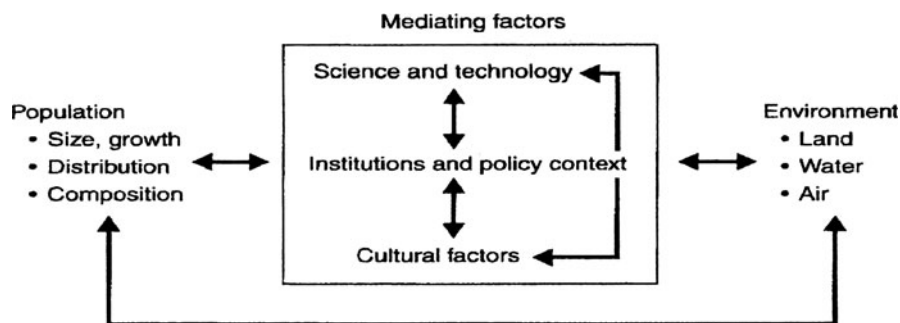 Mediating factors
Science and technology
Population
• Size, growth
• Distribution
• Composition
Institutions and policy context
Cultural factors
Environment
• Land
• Water
• Air